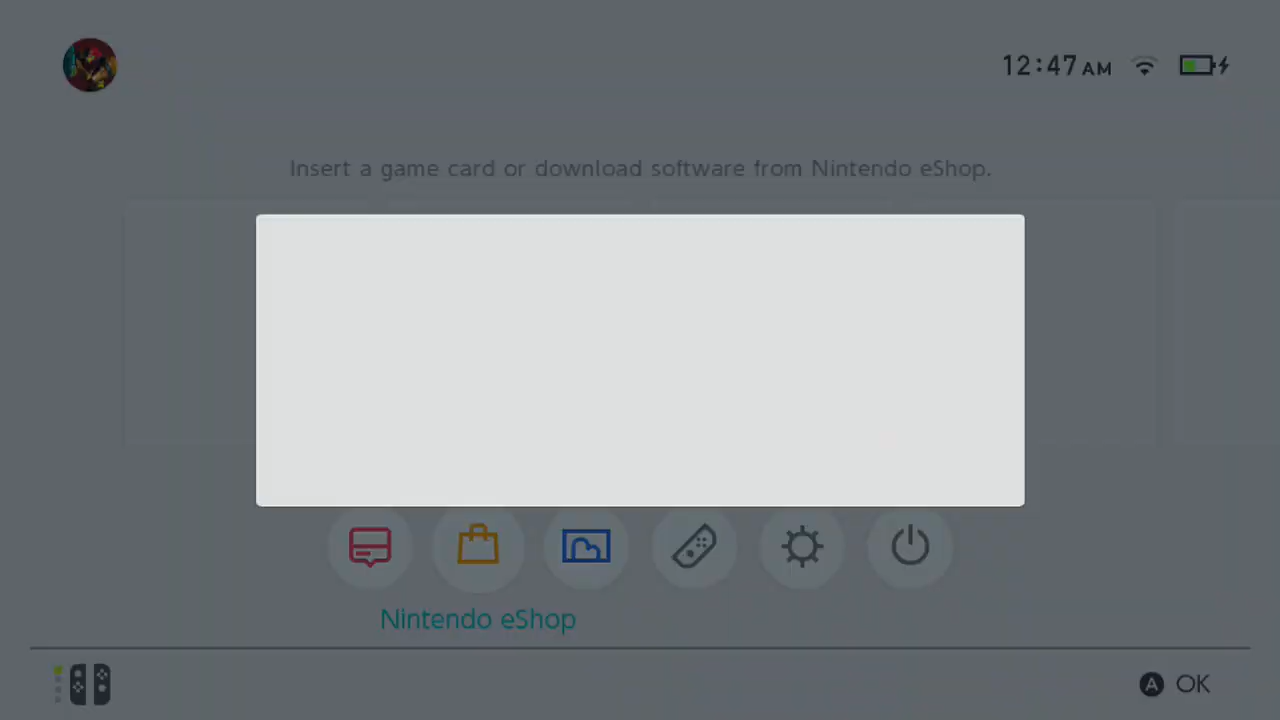 12:47 AM
Insert a game card or download software from Nintendo eShop.
Nintendo eShop
A OK